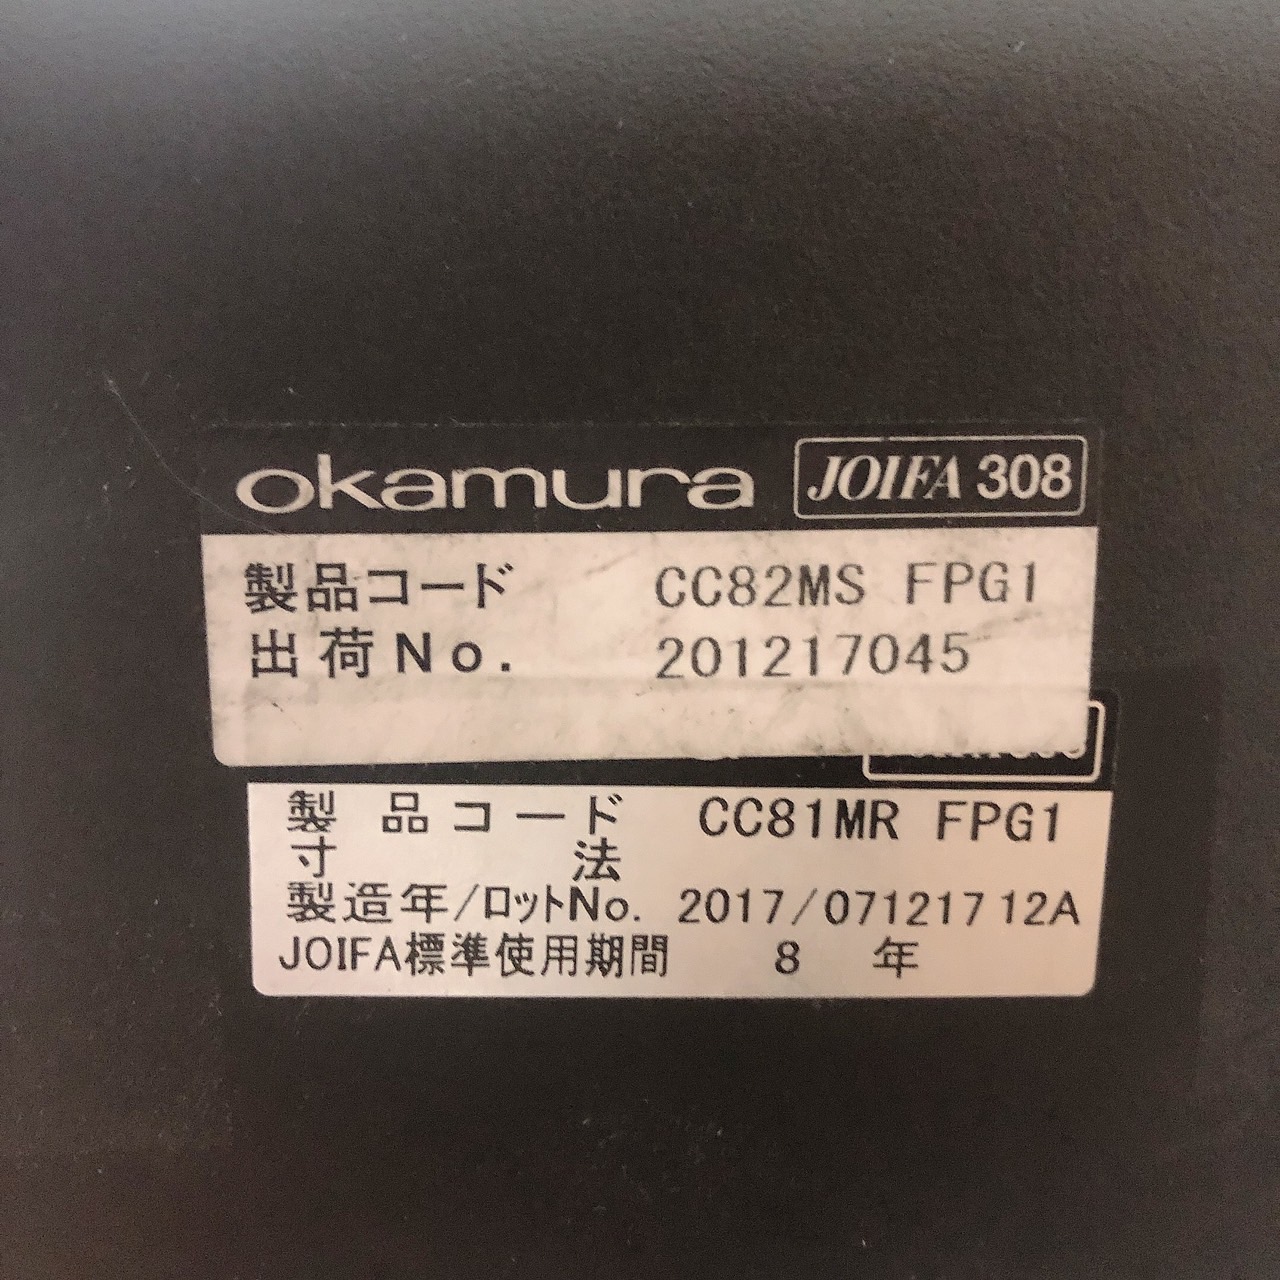 okamura JOIFA 308
製品コード CC82MS FPG1
出荷No. 201217045
製品コード CC81MR FPG1
寸法
製造年/ロットNo. 2017/07121712A
JOIFA標準使用期間 8 年